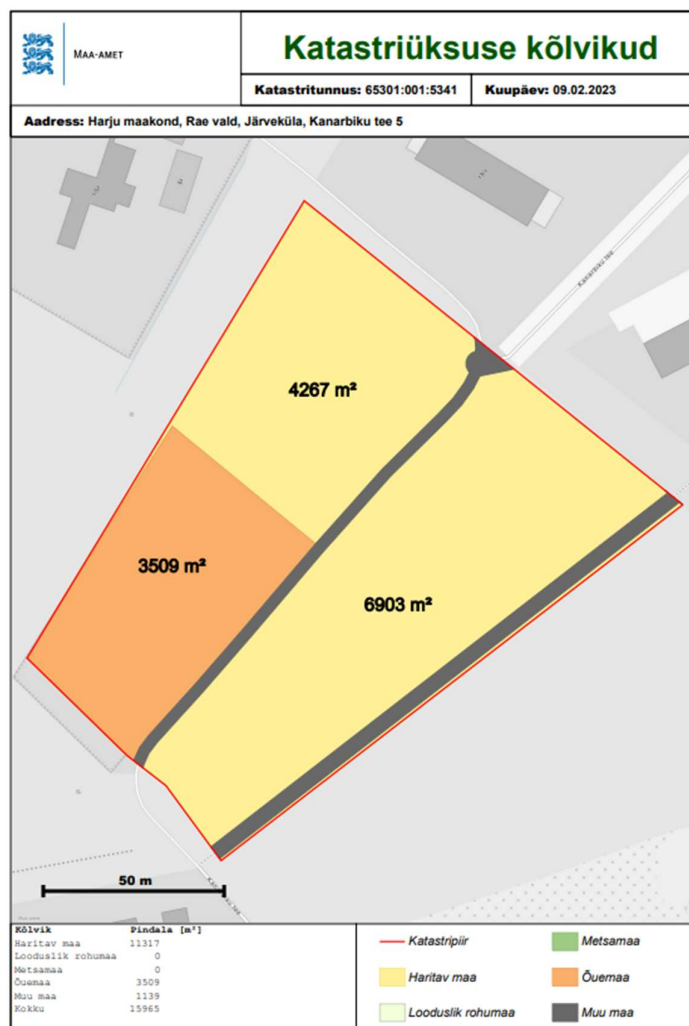 MAA-AMET
Katastriüksuse kõlvikud
Katastritunnus: 65301:001:5341
Kuupäev: 09.02.2023
Aadress: Harju maakond, Rae vald, Järveküla, Kanarbiku tee 5
Kanarbiku tee
4267 m²
3509 m²
6903 m²
50 m
Kõlvik Pindala [m²]
Haritav maa 11317
Looduslik rohumaa 0
Metsamaa 0
Õuemaa 3509
Muu maa 1139
Kokku 15965
Katastripiir
Metsamaa
Haritav maa
Õuemaa
Looduslik rohumaa
Muu maa